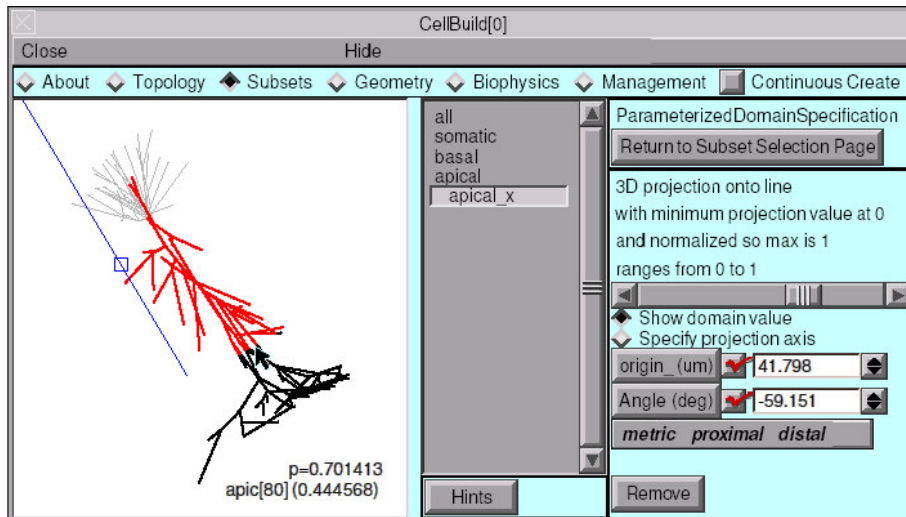 CellBuild[0]
Close Hide
About Topology Subsets Geometry Biophysics Management Continuous Create
all
somatic
basal
apical
apical_x
Hints
p=0.701413
apic[80] (0.444568)
ParameterizedDomainSpecification
Return to Subset Selection Page
3D projection onto line
with minimum projection value at 0
and normalized so max is 1
ranges from 0 to 1
Show domain value
Specify projection axis
origin_ (um) 41.798
Angle (deg) -59.151
metric proximal distal
Remove